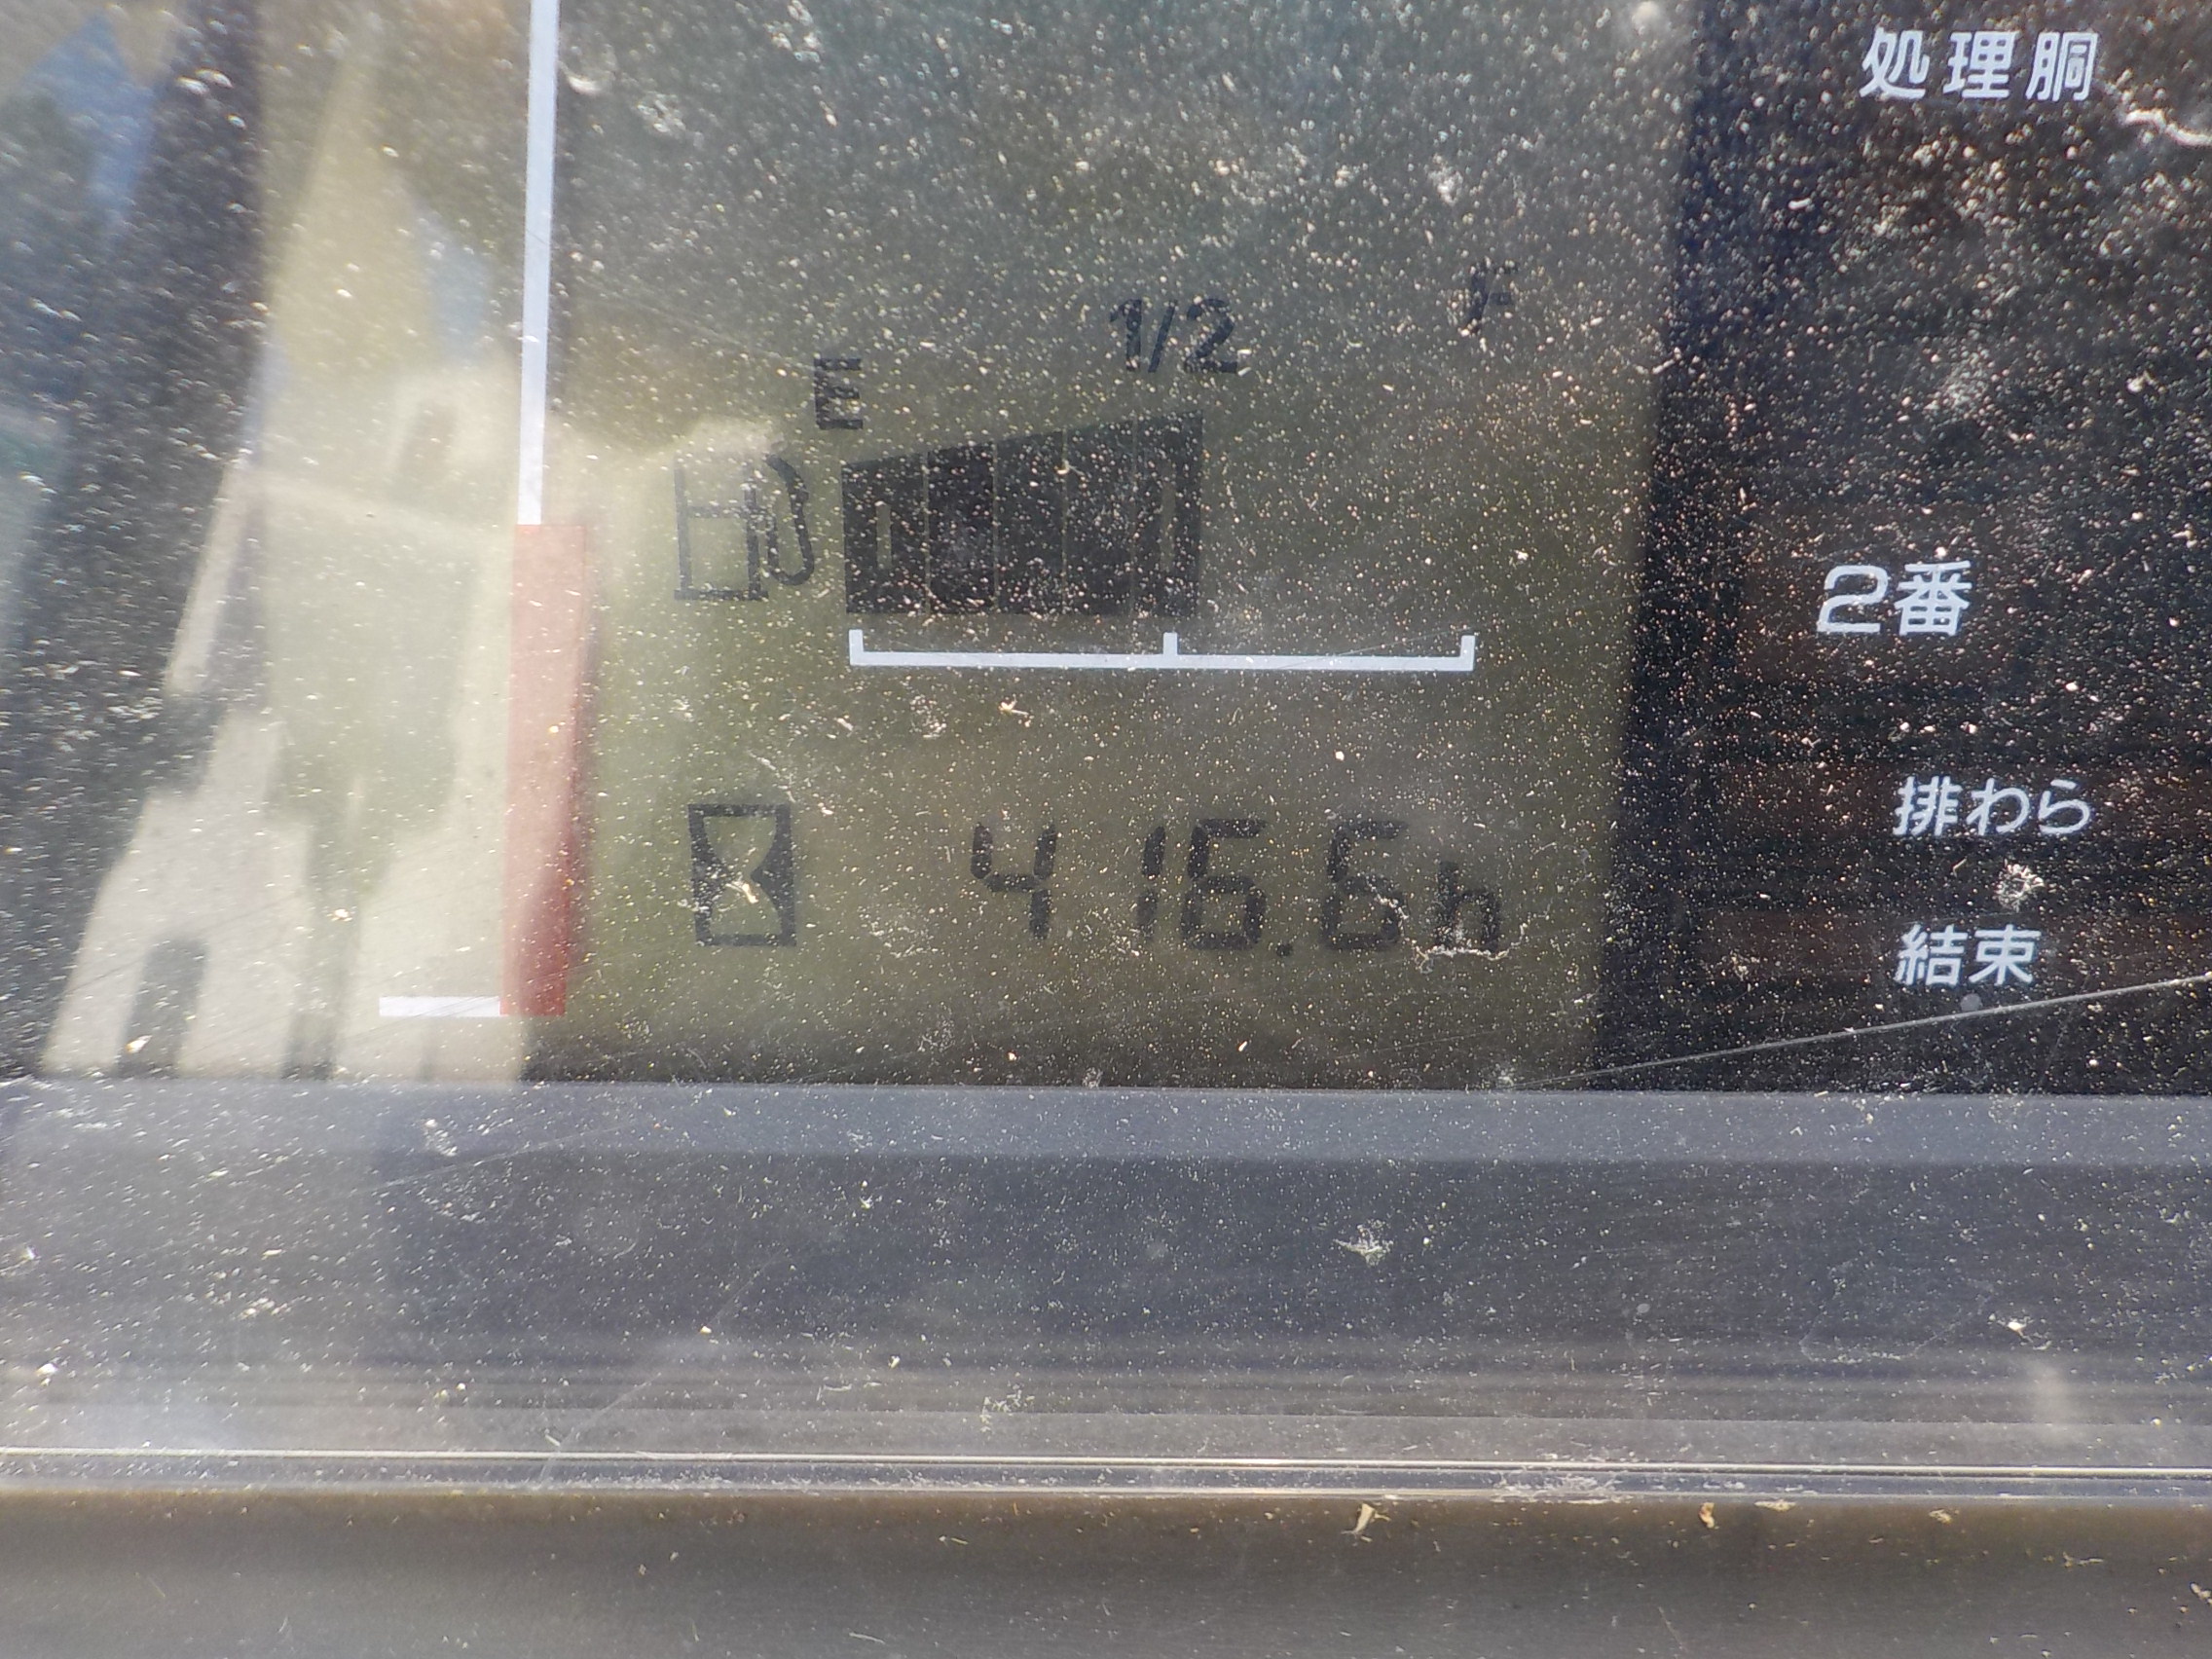 処理胴
E 1/2 F
2番
排わら
416.6h
結束